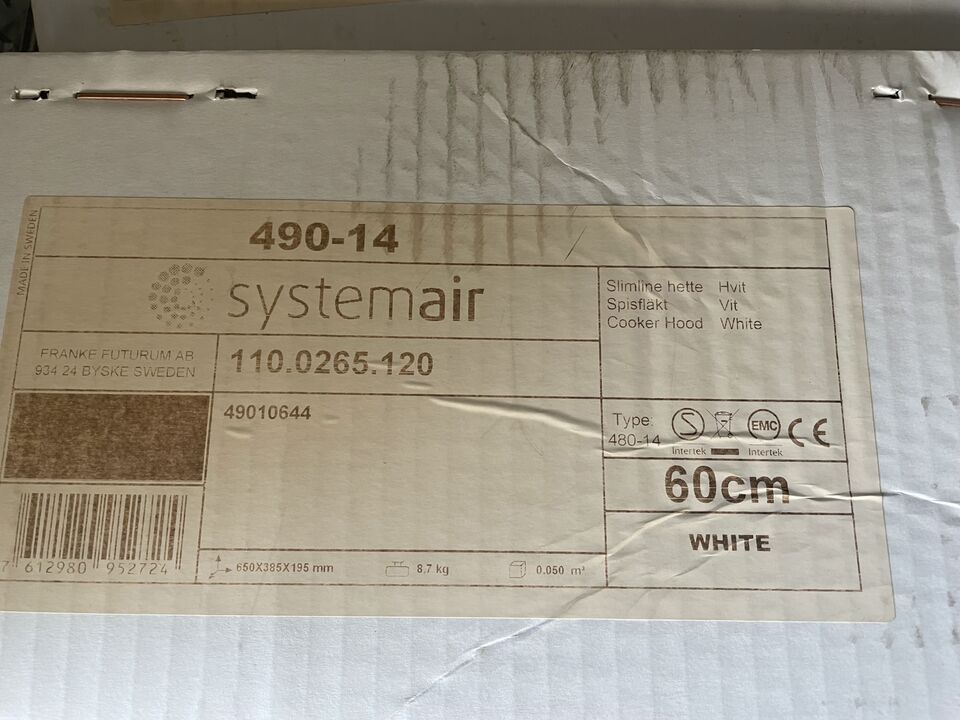 MADE IN SWEDEN
490-14
systemair
Slimline hette Hvit
Spisfläkt Vit
Cooker Hood White
FRANKE FUTURUM AB
934 24 BYSKE SWEDEN
110.0265.120
49010644
Type:
480-14
S
EMC
CE
Intertek
Intertek
60cm
WHITE
7 612980 952724
650X385X195 mm
8,7 kg
0.050 m³